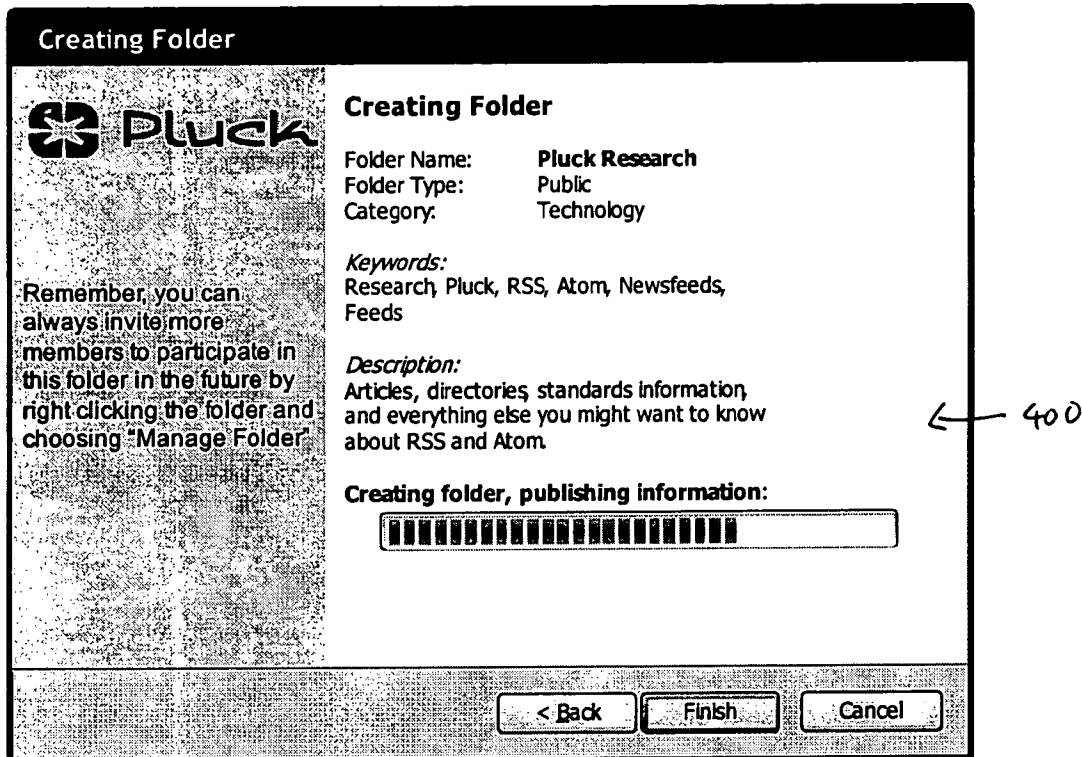 Creating Folder
Pluck
Remember, you can
always invite more
members to participate in
this folder in the future by
right clicking the folder and
choosing "Manage Folder"
Creating Folder
Folder Name: Pluck Research
Folder Type: Public
Category: Technology
Keywords:
Research, Pluck, RSS, Atom, Newsfeeds,
Feeds
Description:
Articles, directories, standards information,
and everything else you might want to know
about RSS and Atom.
400
Creating folder, publishing information:
< Back Finish Cancel